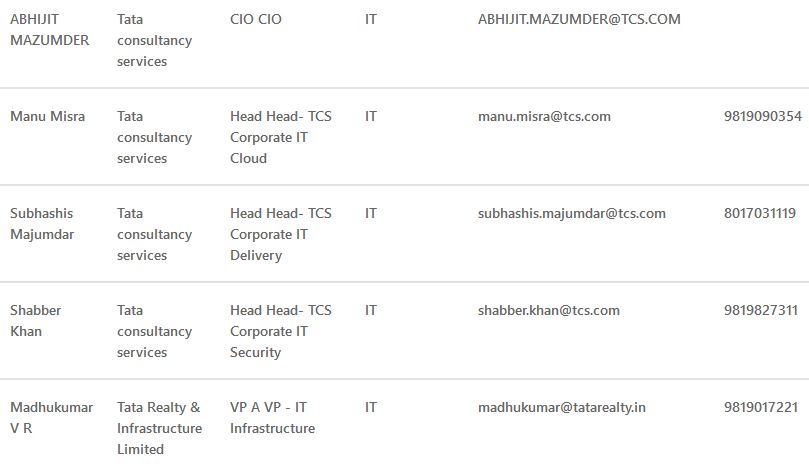 ABHIJIT MAZUMDER Tata consultancy services CIO CIO IT ABHIJIT.MAZUMDER@TCS.COM
Manu Misra Tata consultancy services Head Head- TCS Corporate IT Cloud IT manu.misra@tcs.com 9819090354
Subhashis Majumdar Tata consultancy services Head Head- TCS Corporate IT Delivery IT subhashis.majumdar@tcs.com 8017031119
Shabber Khan Tata consultancy services Head Head- TCS Corporate IT Security IT shabber.khan@tcs.com 9819827311
Madhukumar V R Tata Realty & Infrastructure Limited VP A VP - IT Infrastructure IT madhukumar@tatarealty.in 9819017221